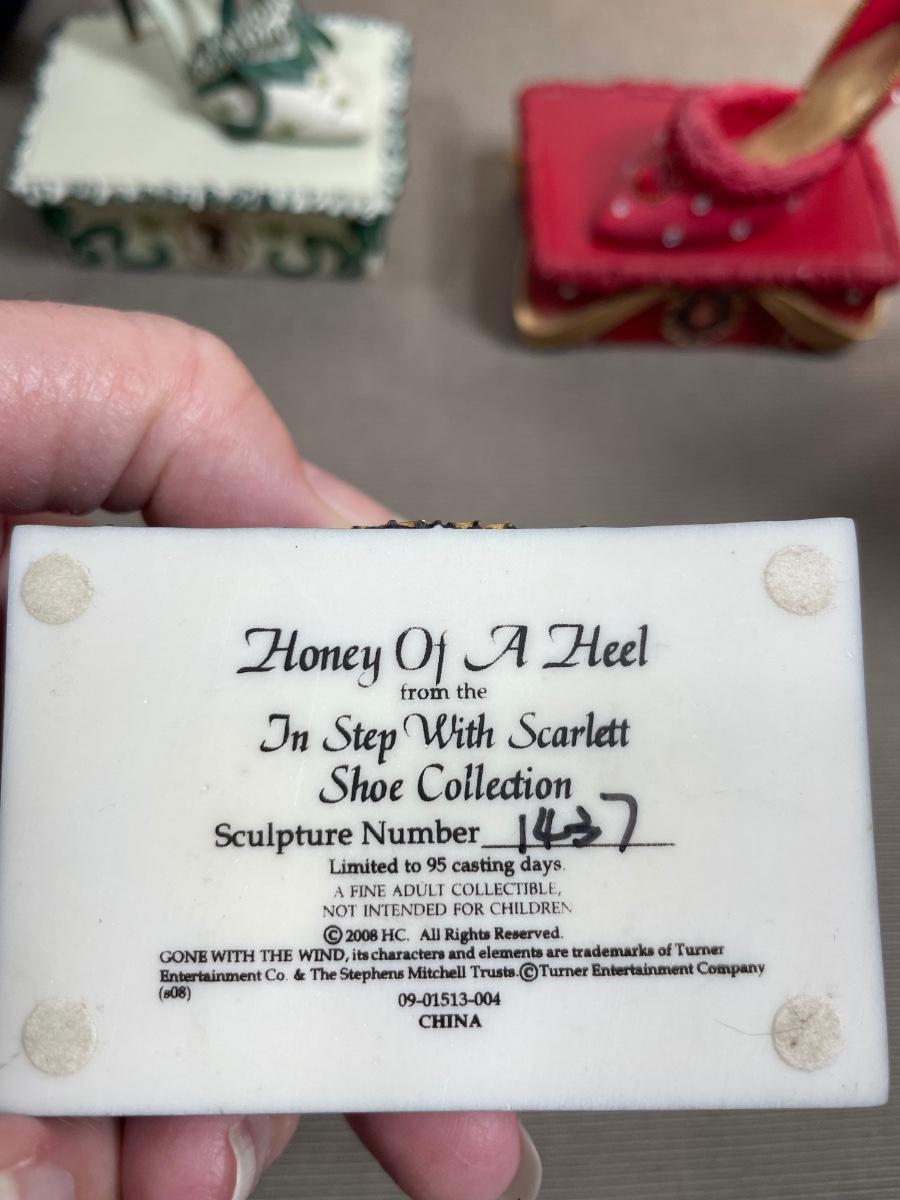 Honey Of A Heel
from the
In Step With Scarlett
Shoe Collection
Sculpture Number 1437
Limited to 95 casting days.
A FINE ADULT COLLECTIBLE,
NOT INTENDED FOR CHILDREN
© 2008 HC. All Rights Reserved.
GONE WITH THE WIND, its characters and elements are trademarks of Turner
Entertainment Co. & The Stephens Mitchell Trusts.©Turner Entertainment Company
(s08)
09-01513-004
CHINA